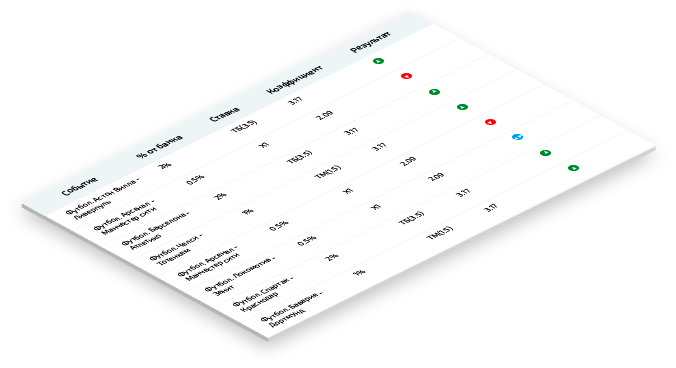 Событие % от банка Ставка Коэффициент Результат
Футбол. Астон Вилла -
Ливерпуль
2% ТБ(3.5) 3.17
Футбол. Арсенал -
Манчестер сити
0.5% Х1 2.09
Футбол. Барселона -
Атлетико
2% ТБ(3.5) 3.17
Футбол. Челси -
Тотенхем
1% ТМ(1.5) 3.17
Футбол. Арсенал -
Манчестер сити
0.5% Х1 2.09
Футбол. Локомотив -
Зенит
0.5% Х1 2.09
Футбол. Спартак -
Краснодар
2% ТБ(3.5) 3.17
Футбол. Бавария -
Дортмунд
1% ТМ(1.5) 3.17